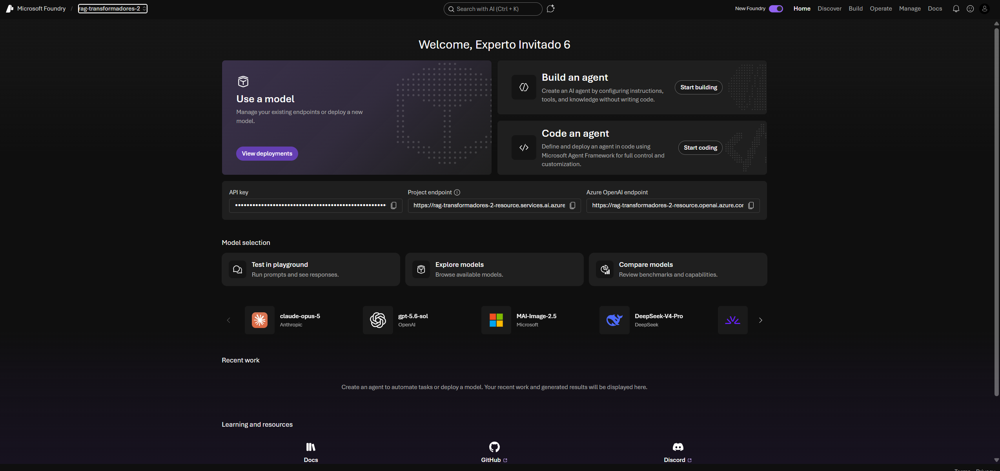 Microsoft Foundry / rag-transformadores-2
Search with AI (Ctrl + K)
New Foundry
Home Discover Build Operate Manage Docs
Welcome, Experto Invitado 6
Use a model
Manage your existing endpoints or deploy a new
model.
View deployments
Build an agent
Create an AI agent by configuring instructions,
tools, and knowledge without writing code.
Start building
Code an agent
Define and deploy an agent in code using
Microsoft Agent Framework for full control and
customization.
Start coding
API key
Project endpoint
https://rag-transformadores-2-resource.services.ai.azure
Azure OpenAI endpoint
https://rag-transformadores-2-resource.openai.azure.cor
Model selection
Test in playground
Run prompts and see responses.
Explore models
Browse available models.
Compare models
Review benchmarks and capabilities.
claude-opus-5
Anthropic
gpt-5.6-sol
OpenAI
MAI-Image-2.5
Microsoft
DeepSeek-V4-Pro
DeepSeek
Recent work
Create an agent to automate tasks or deploy a model. Your recent work and generated results will be displayed here.
Learning and resources
Docs
GitHub
Discord